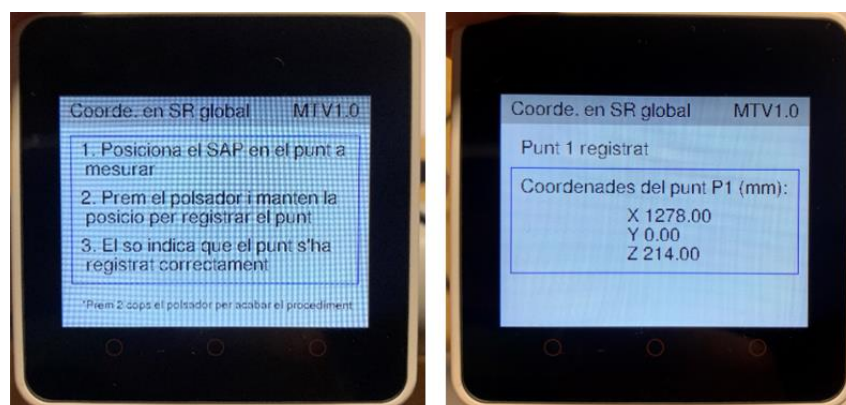 Coorde. en SR global MTV1.0
1. Posiciona el SAP en el punt a
mesurar
2. Prem el polsador i manten la
posicio per registrar el punt
3. El so indica que el punt s'ha
registrat correctament
*Prem 2 cops el polsador per acabar el procediment
Coorde. en SR global MTV1.0
Punt 1 registrat
Coordenades del punt P1 (mm):
X 1278.00
Y 0.00
Z 214.00